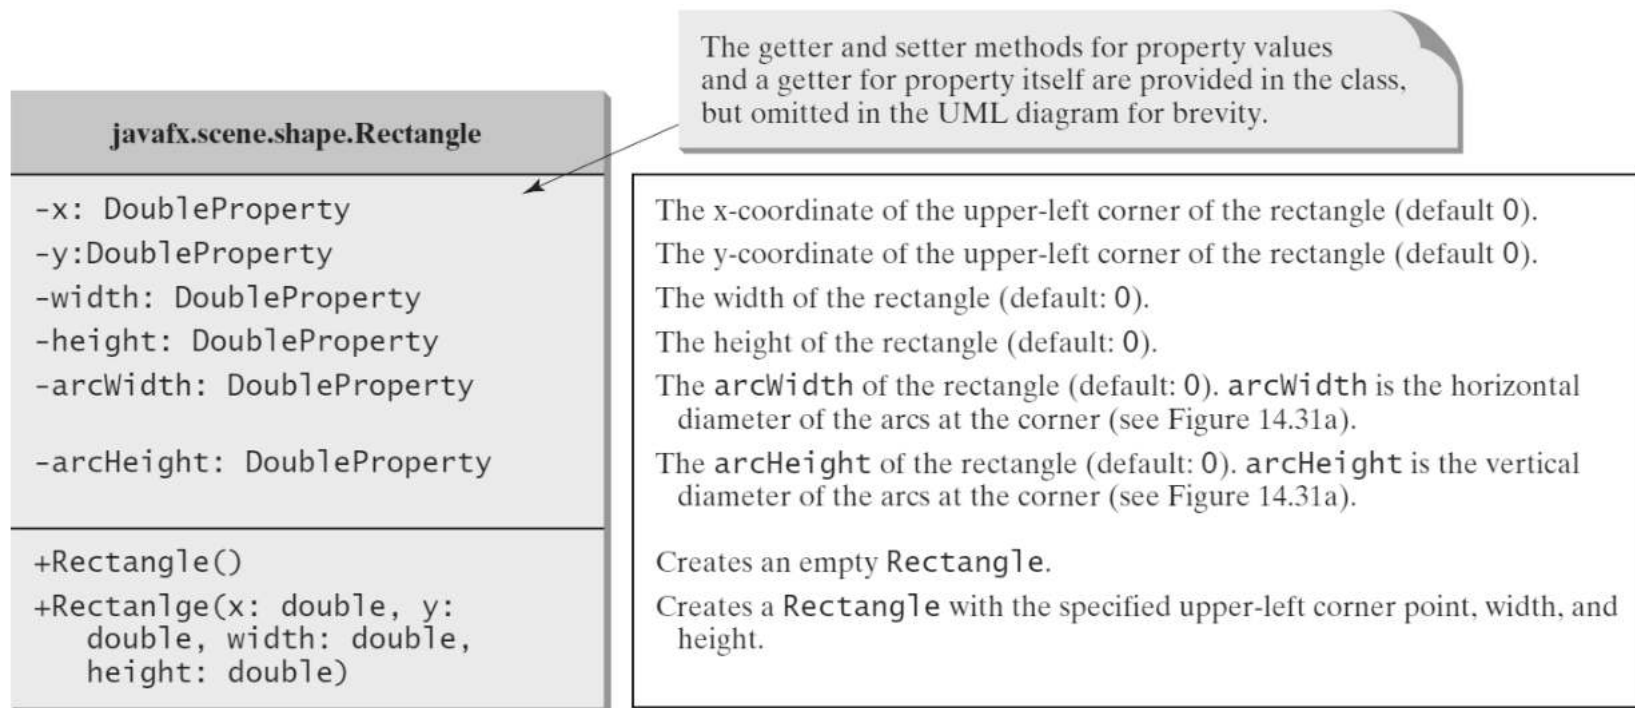 The getter and setter methods for property values
and a getter for property itself are provided in the class,
but omitted in the UML diagram for brevity.
javafx.scene.shape.Rectangle
-x: DoubleProperty
The x-coordinate of the upper-left corner of the rectangle (default 0).
-y:DoubleProperty
The y-coordinate of the upper-left corner of the rectangle (default 0).
-width: DoubleProperty
The width of the rectangle (default: 0).
-height: DoubleProperty
The height of the rectangle (default: 0).
-arcWidth: DoubleProperty
The arcWidth of the rectangle (default: 0). arcWidth is the horizontal
diameter of the arcs at the corner (see Figure 14.31a).
-arcHeight: DoubleProperty
The arcHeight of the rectangle (default: 0). arcHeight is the vertical
diameter of the arcs at the corner (see Figure 14.31a).
+Rectangle()
Creates an empty Rectangle.
+Rectanlge(x: double, y:
double, width: double,
height: double)
Creates a Rectangle with the specified upper-left corner point, width, and
height.